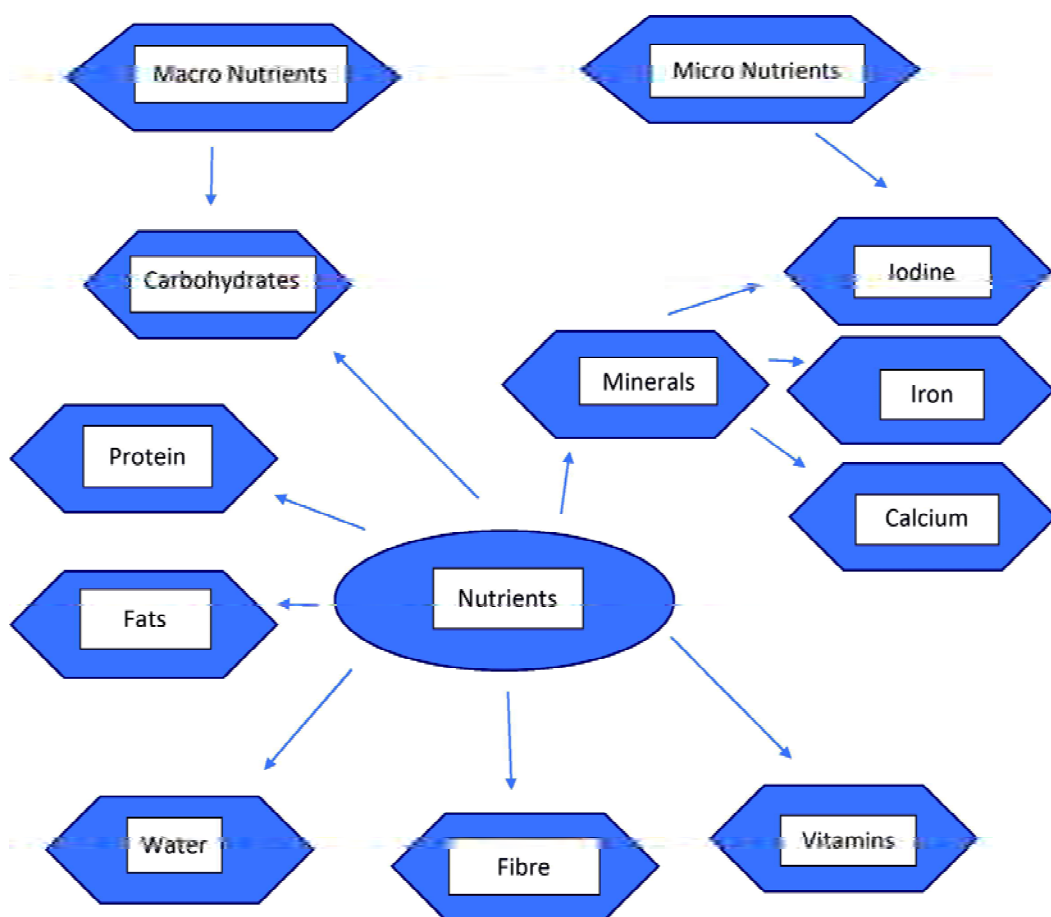 Macro Nutrients
Micro Nutrients
Carbohydrates
Iodine
Minerals
Iron
Protein
Calcium
Nutrients
Fats
Water
Fibre
Vitamins